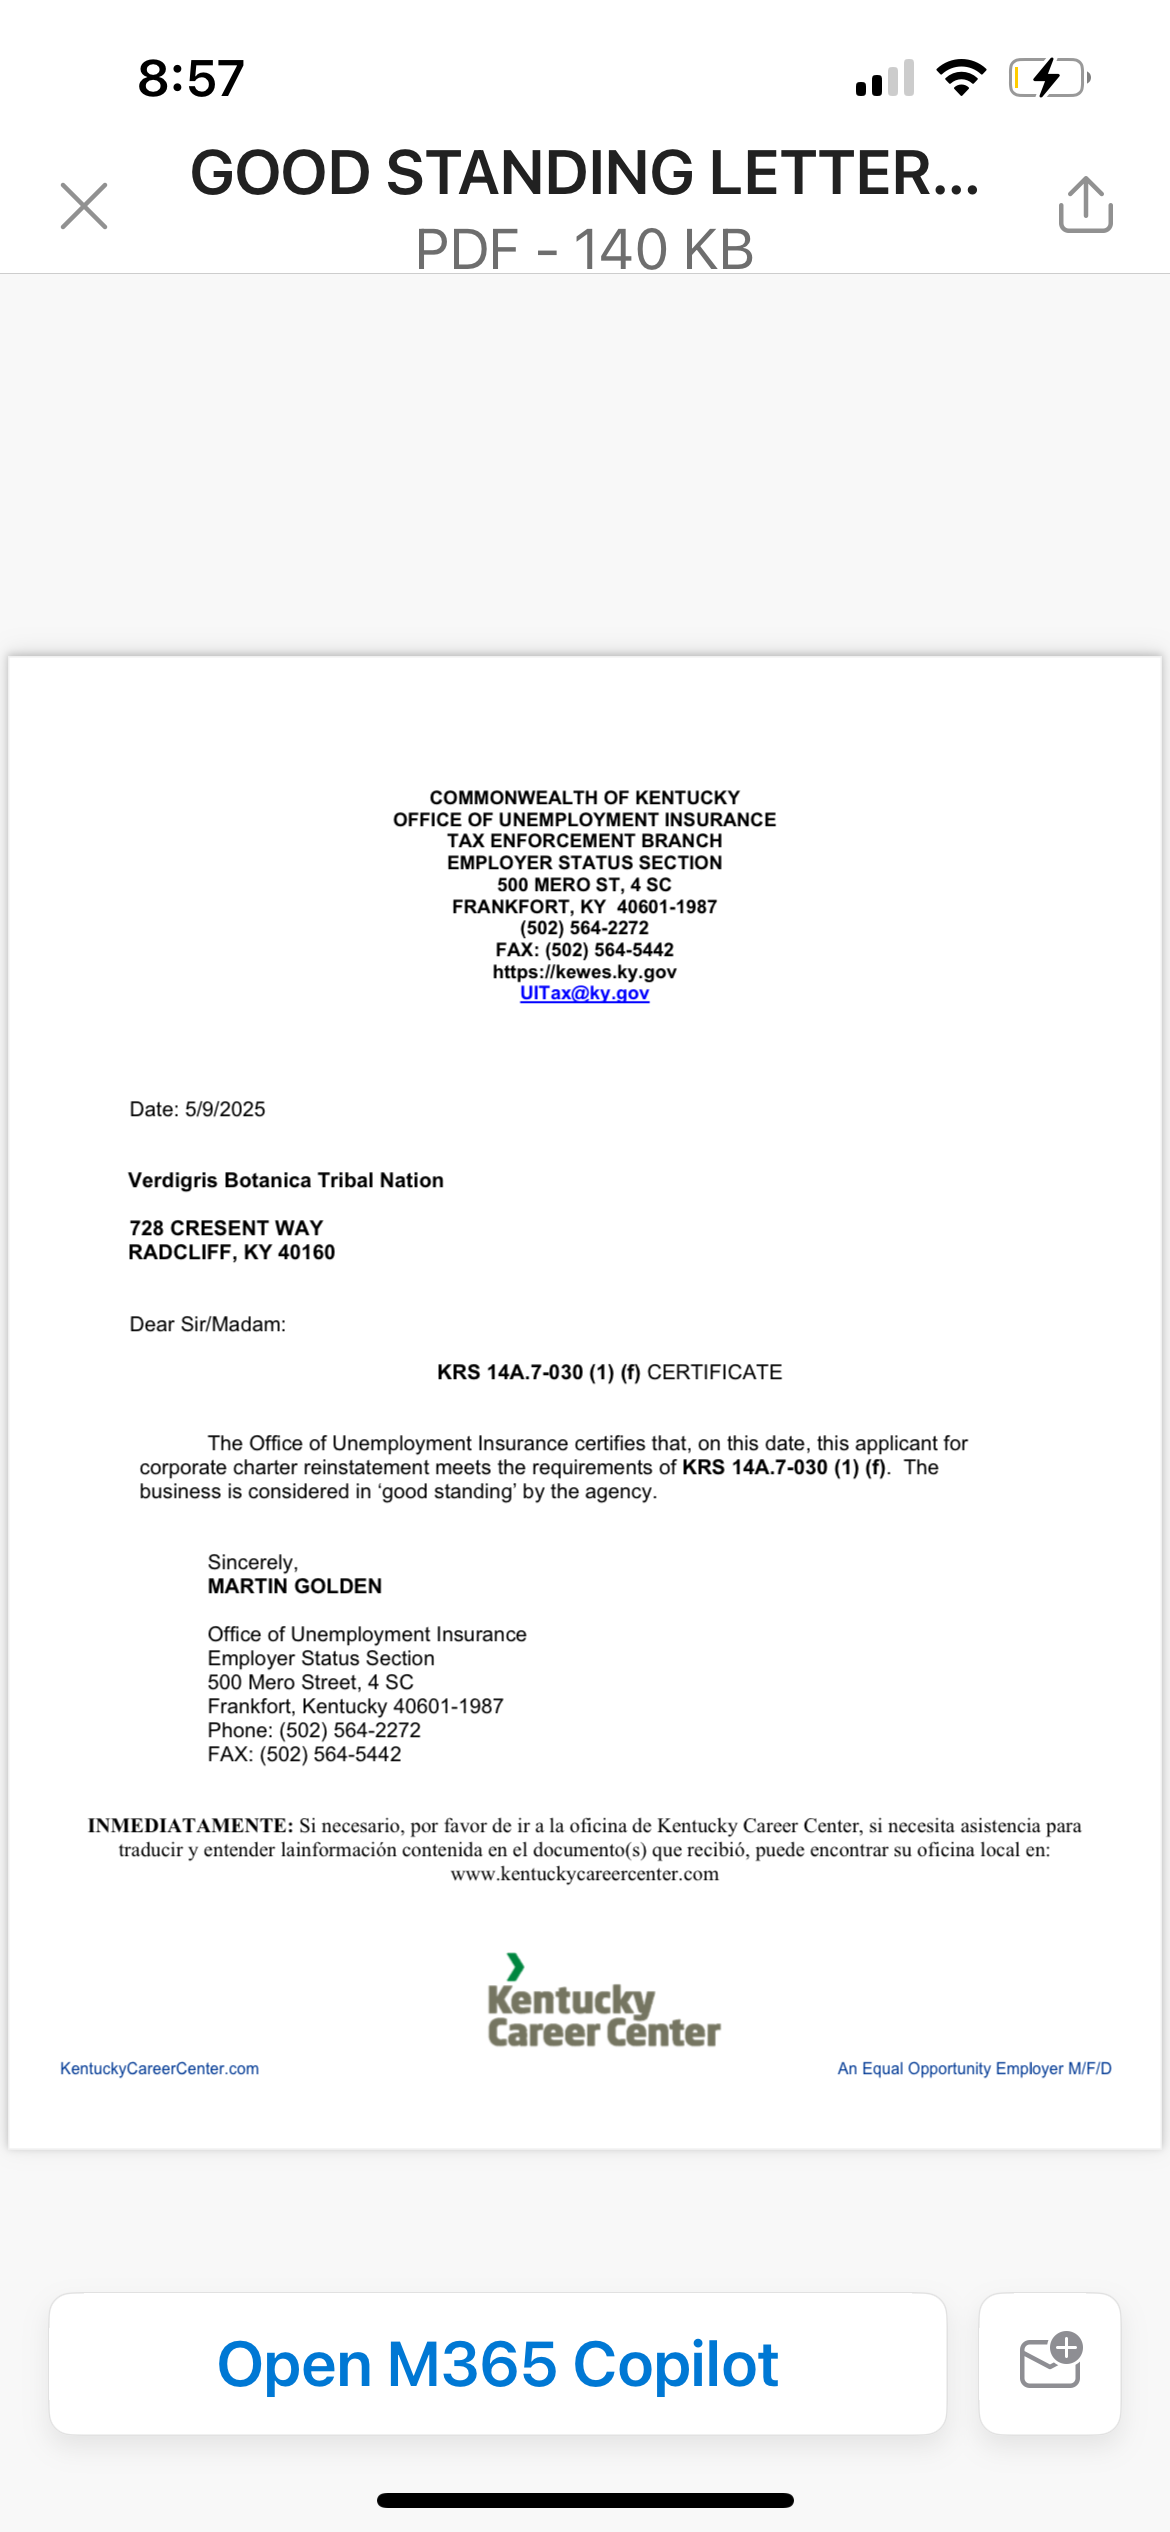 8:57
GOOD STANDING LETTER...
PDF - 140 KB
COMMONWEALTH OF KENTUCKY
OFFICE OF UNEMPLOYMENT INSURANCE
TAX ENFORCEMENT BRANCH
EMPLOYER STATUS SECTION
500 MERO ST, 4 SC
FRANKFORT, KY  40601-1987
(502) 564-2272
FAX: (502) 564-5442
https://kewes.ky.gov
UITax@ky.gov
Date: 5/9/2025
Verdigris Botanica Tribal Nation
728 CRESENT WAY
RADCLIFF, KY 40160
Dear Sir/Madam:
KRS 14A.7-030 (1) (f) CERTIFICATE
The Office of Unemployment Insurance certifies that, on this date, this applicant for
corporate charter reinstatement meets the requirements of KRS 14A.7-030 (1) (f).  The
business is considered in ‘good standing’ by the agency.
Sincerely,
MARTIN GOLDEN
Office of Unemployment Insurance
Employer Status Section
500 Mero Street, 4 SC
Frankfort, Kentucky 40601-1987
Phone: (502) 564-2272
FAX: (502) 564-5442
INMEDIATAMENTE: Si necesario, por favor de ir a la oficina de Kentucky Career Center, si necesita asistencia para
traducir y entender lainformación contenida en el documento(s) que recibió, puede encontrar su oficina local en:
www.kentuckycareercenter.com
Kentucky
Career Center
KentuckyCareerCenter.com
An Equal Opportunity Employer M/F/D
Open M365 Copilot